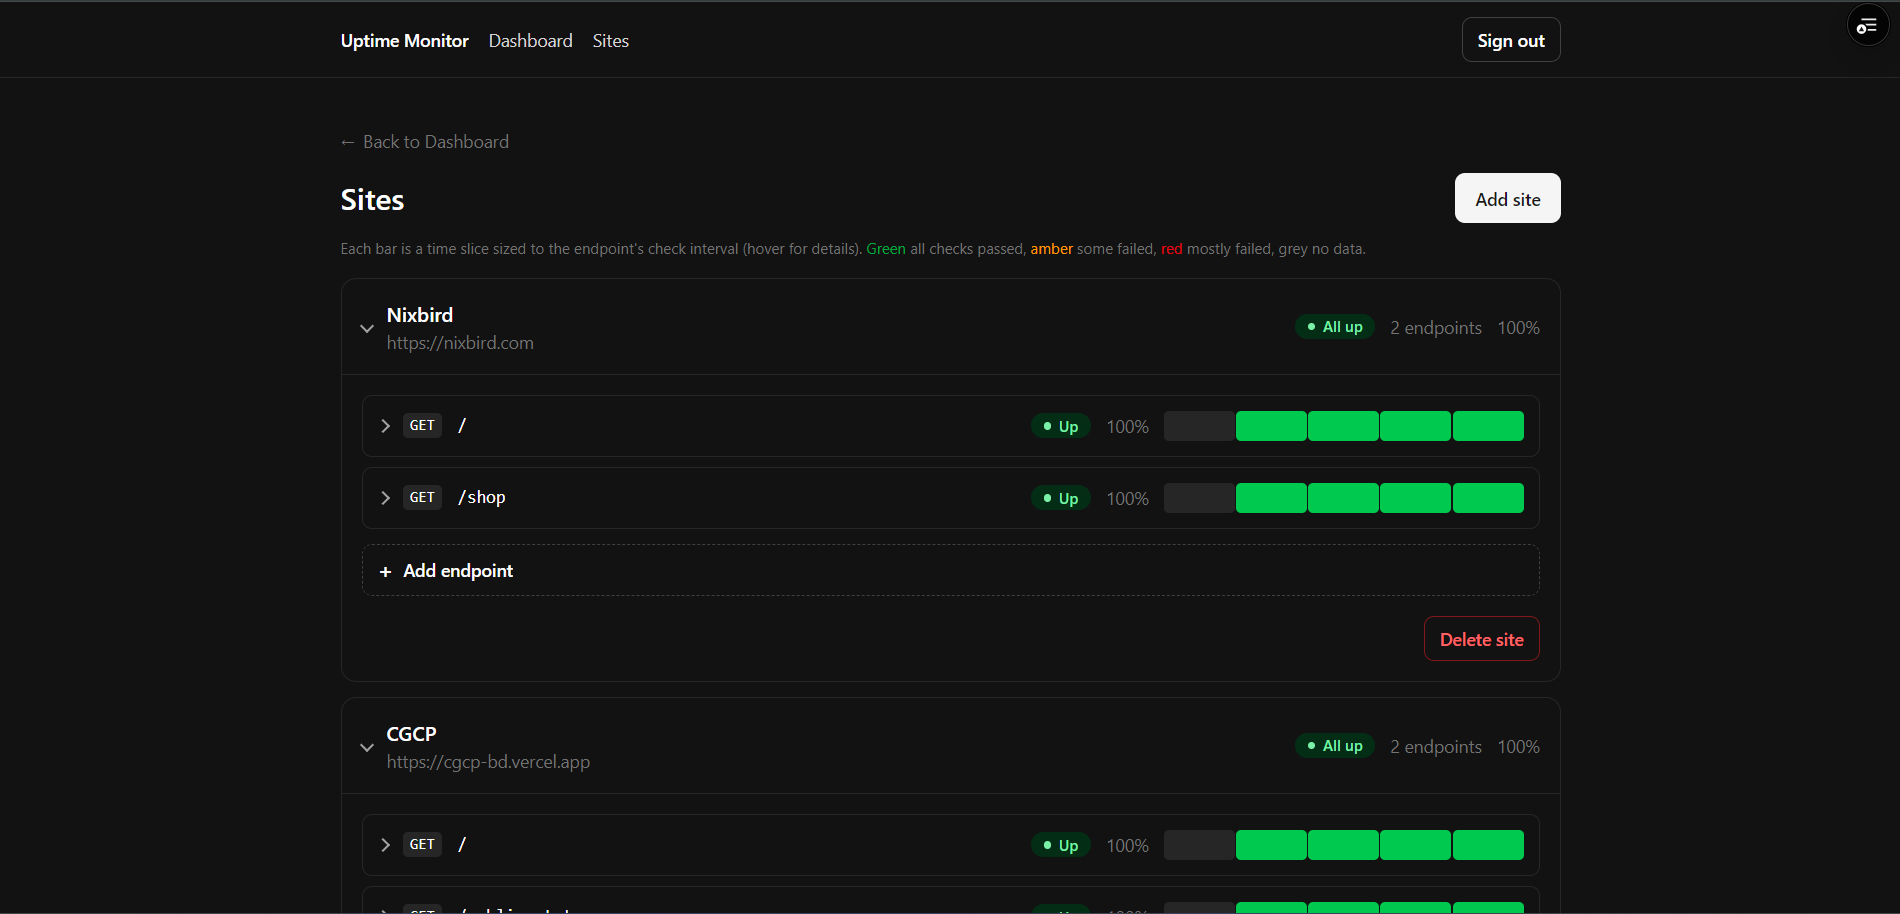 Uptime Monitor Dashboard Sites Sign out
← Back to Dashboard
Sites Add site
Each bar is a time slice sized to the endpoint's check interval (hover for details). Green all checks passed, amber some failed, red mostly failed, grey no data.
Nixbird
https://nixbird.com
All up 2 endpoints 100%
GET / Up 100%
GET /shop Up 100%
+ Add endpoint
Delete site
CGCP
https://cgcp-bd.vercel.app
All up 2 endpoints 100%
GET / Up 100%